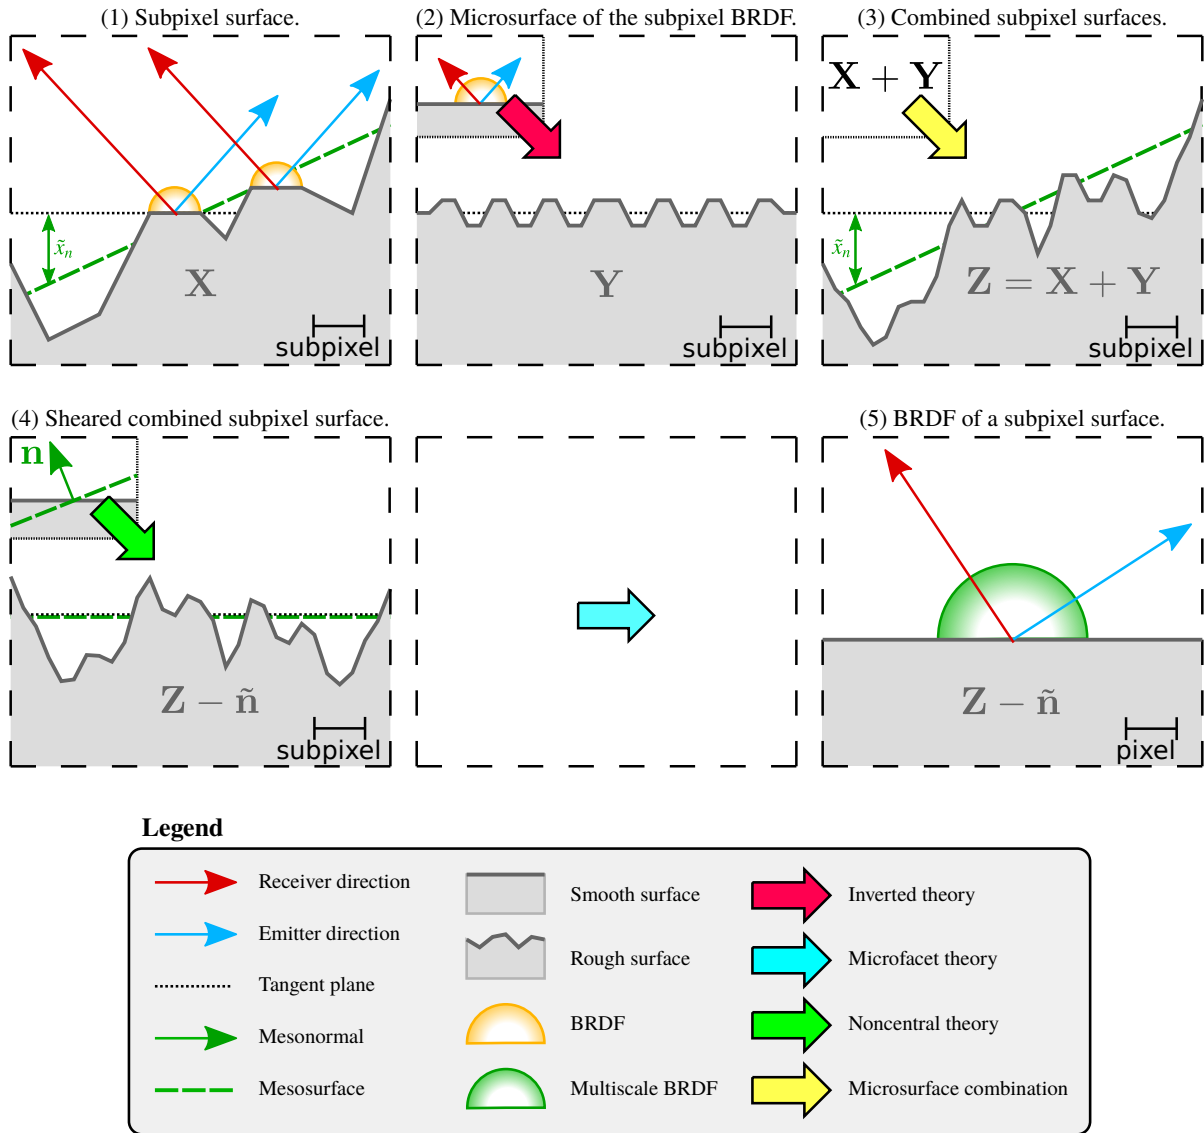 (1) Subpixel surface.
(2) Microsurface of the subpixel BRDF.
(3) Combined subpixel surfaces.
x̃ₙ
X
subpixel
Y
subpixel
X + Y
x̃ₙ
Z = X + Y
subpixel
(4) Sheared combined subpixel surface.
(5) BRDF of a subpixel surface.
n
Z − ñ
subpixel
Z − ñ
pixel
Legend
Receiver direction
Emitter direction
Tangent plane
Mesonormal
Mesosurface
Smooth surface
Rough surface
BRDF
Multiscale BRDF
Inverted theory
Microfacet theory
Noncentral theory
Microsurface combination